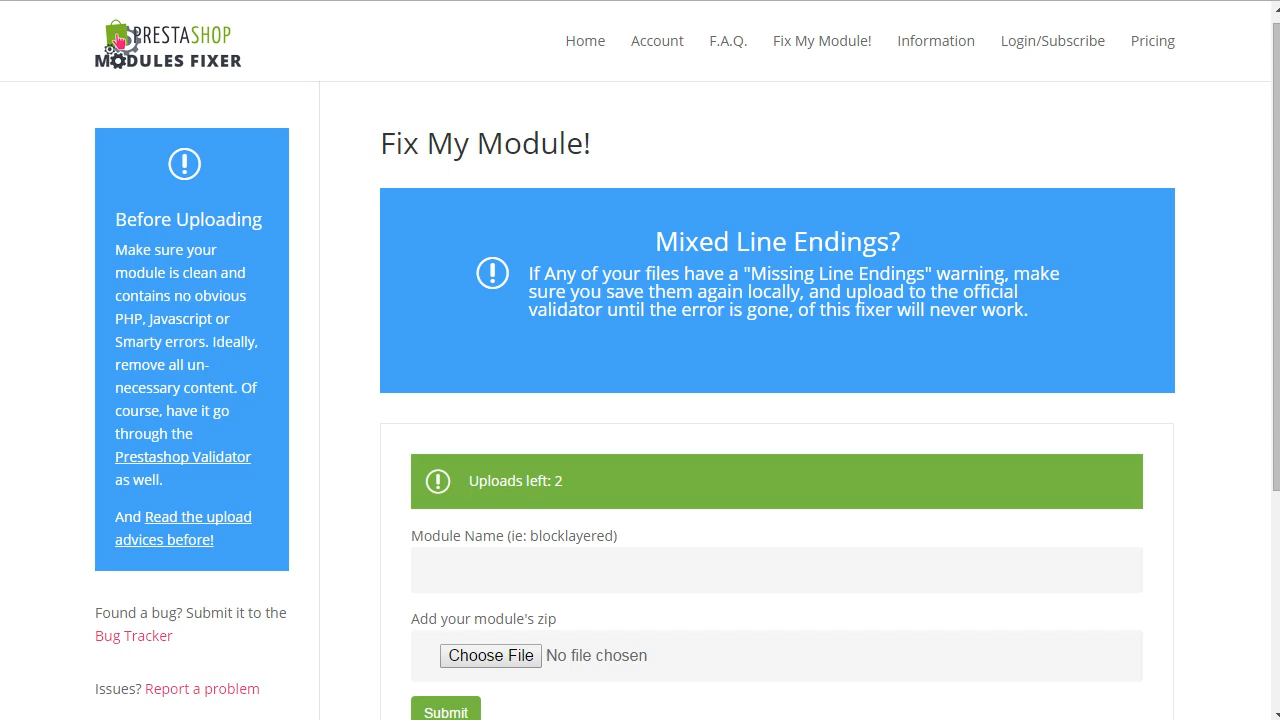 PRESTASHOP
MODULES FIXER
Home
Account
F.A.Q.
Fix My Module!
Information
Login/Subscribe
Pricing
Before Uploading
Make sure your
module is clean and
contains no obvious
PHP, Javascript or
Smarty errors. Ideally,
remove all un-
necessary content. Of
course, have it go
through the
Prestashop Validator
as well.
And Read the upload
advices before!
Found a bug? Submit it to the
Bug Tracker
Issues? Report a problem
Fix My Module!
Mixed Line Endings?
If Any of your files have a "Missing Line Endings" warning, make
sure you save them again locally, and upload to the official
validator until the error is gone, of this fixer will never work.
Uploads left: 2
Module Name (ie: blocklayered)
Add your module's zip
Choose File No file chosen
Submit